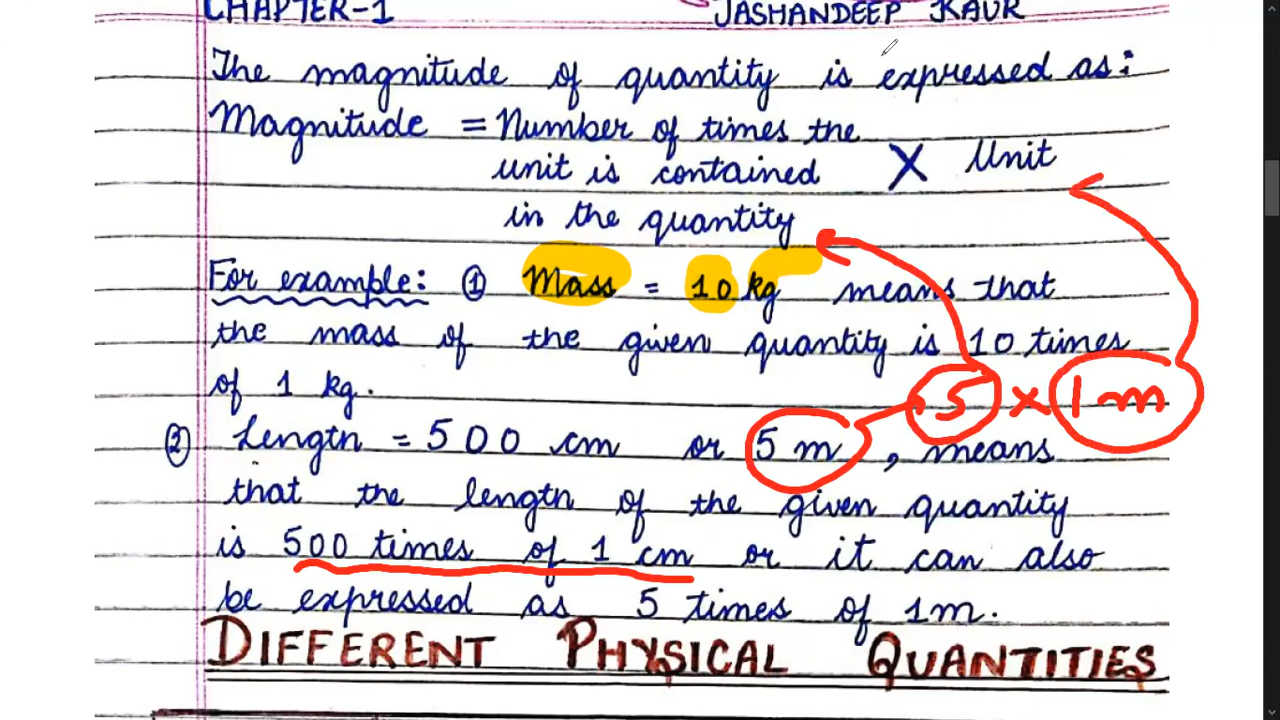 CHAPTER-1 JASHANDEEP KAUR
The magnitude of quantity is expressed as:
Magnitude = Number of times the
unit is contained X Unit
in the quantity
For example: ① Mass = 10 kg means that
the mass of the given quantity is 10 times
of 1 kg.
5 x 1m
② Length = 500 cm or 5 m, means
that the length of the given quantity
is 500 times of 1 cm or it can also
be expressed as 5 times of 1m.
DIFFERENT PHYSICAL QUANTITIES